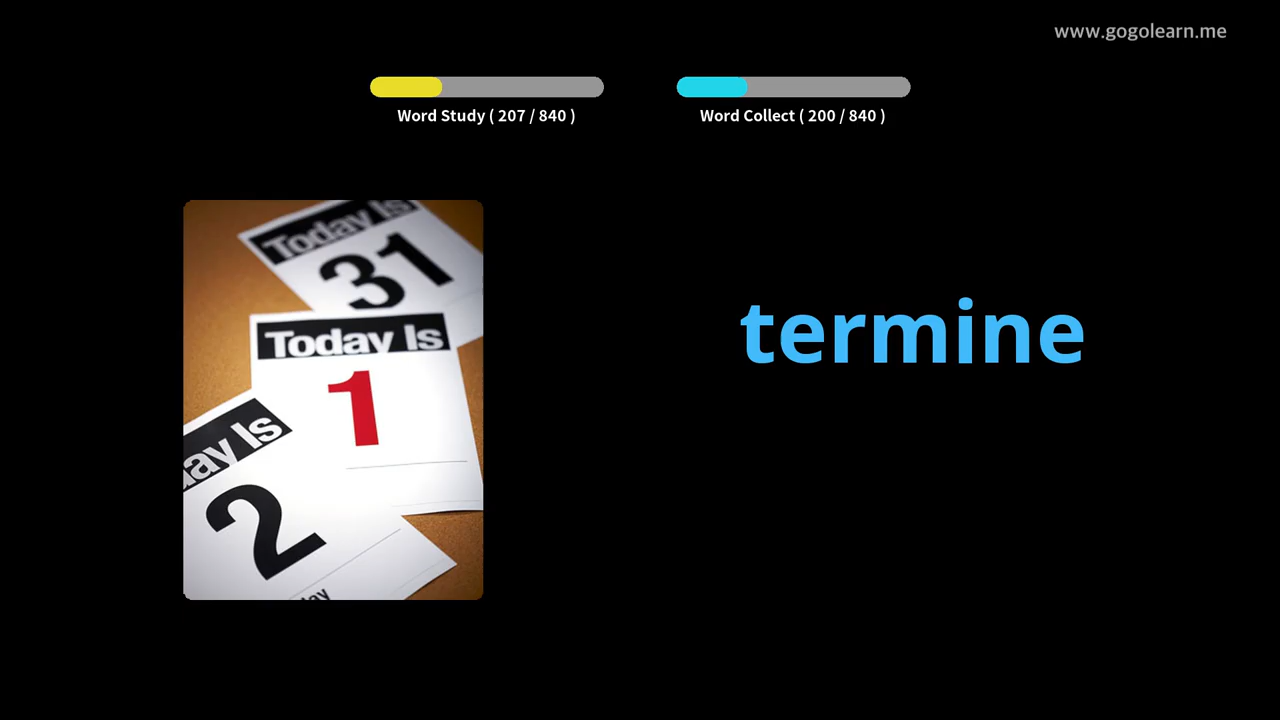 www.gogolearn.me
Word Study ( 207 / 840 )
Word Collect ( 200 / 840 )
Today Is
31
Today Is
1
ay Is
2
termine